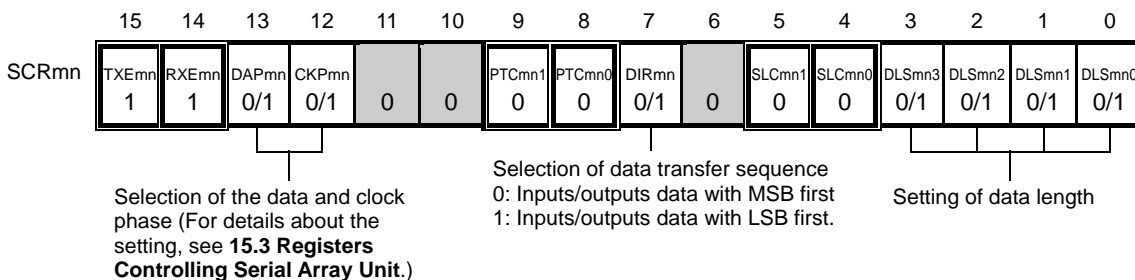 15 14 13 12 11 10 9 8 7 6 5 4 3 2 1 0
SCRmn TXEmn RXEmn DAPmn CKPmn PTCmn1 PTCmn0 DIRmn SLCmn1 SLCmn0 DLSmn3 DLSmn2 DLSmn1 DLSmn0
1 1 0/1 0/1 0 0 0 0 0/1 0 0 0 0/1 0/1 0/1 0/1
Selection of the data and clock
phase (For details about the
setting, see 15.3 Registers
Controlling Serial Array Unit.)
Selection of data transfer sequence
0: Inputs/outputs data with MSB first
1: Inputs/outputs data with LSB first.
Setting of data length